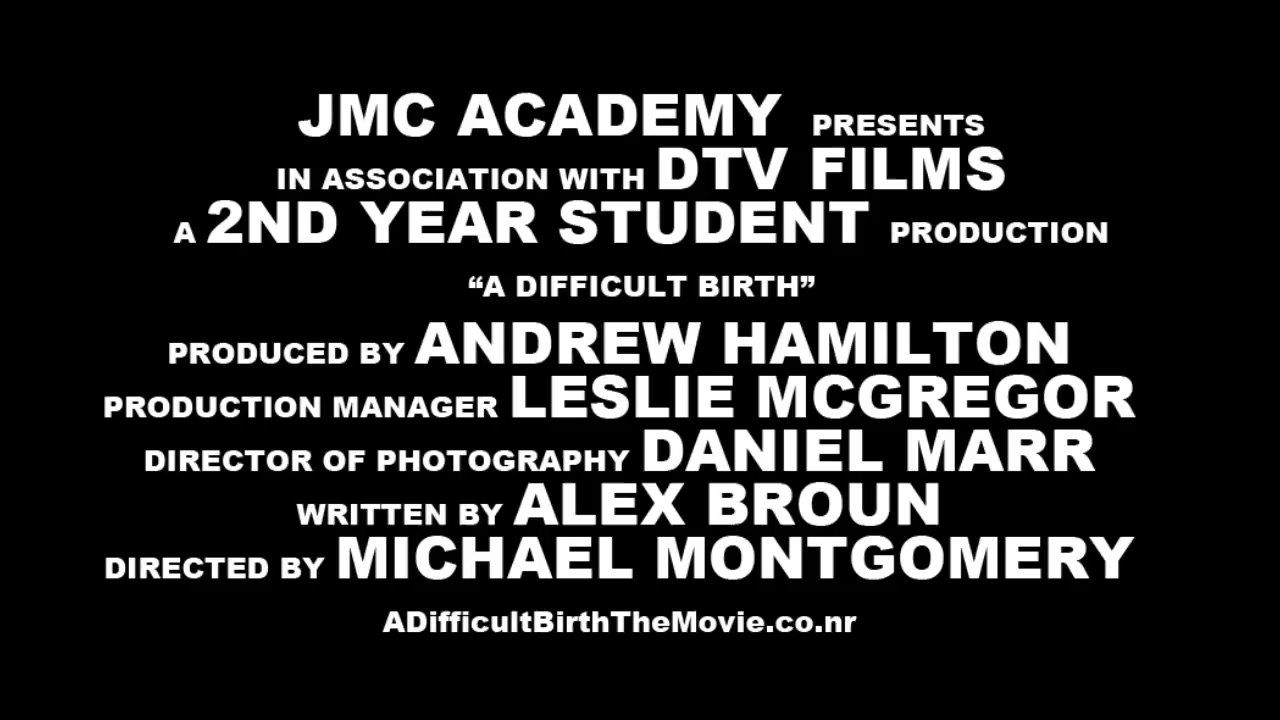 JMC ACADEMY PRESENTS
IN ASSOCIATION WITH DTV FILMS
A 2ND YEAR STUDENT PRODUCTION
“A DIFFICULT BIRTH”
PRODUCED BY ANDREW HAMILTON
PRODUCTION MANAGER LESLIE MCGREGOR
DIRECTOR OF PHOTOGRAPHY DANIEL MARR
WRITTEN BY ALEX BROUN
DIRECTED BY MICHAEL MONTGOMERY
ADifficultBirthTheMovie.co.nr